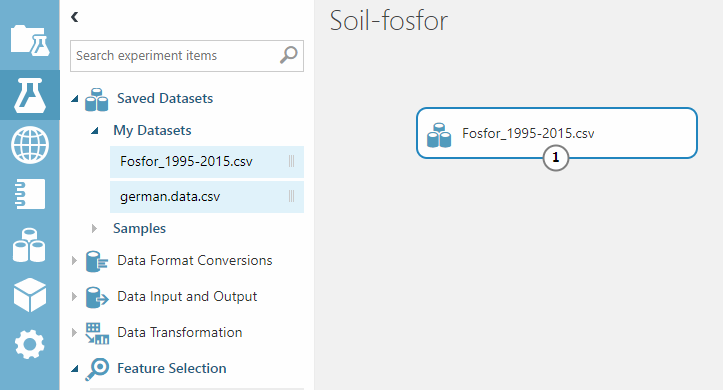 Soil-fosfor
Search experiment items
Saved Datasets
My Datasets
Fosfor_1995-2015.csv
german.data.csv
Samples
Data Format Conversions
Data Input and Output
Data Transformation
Feature Selection
Fosfor_1995-2015.csv
1